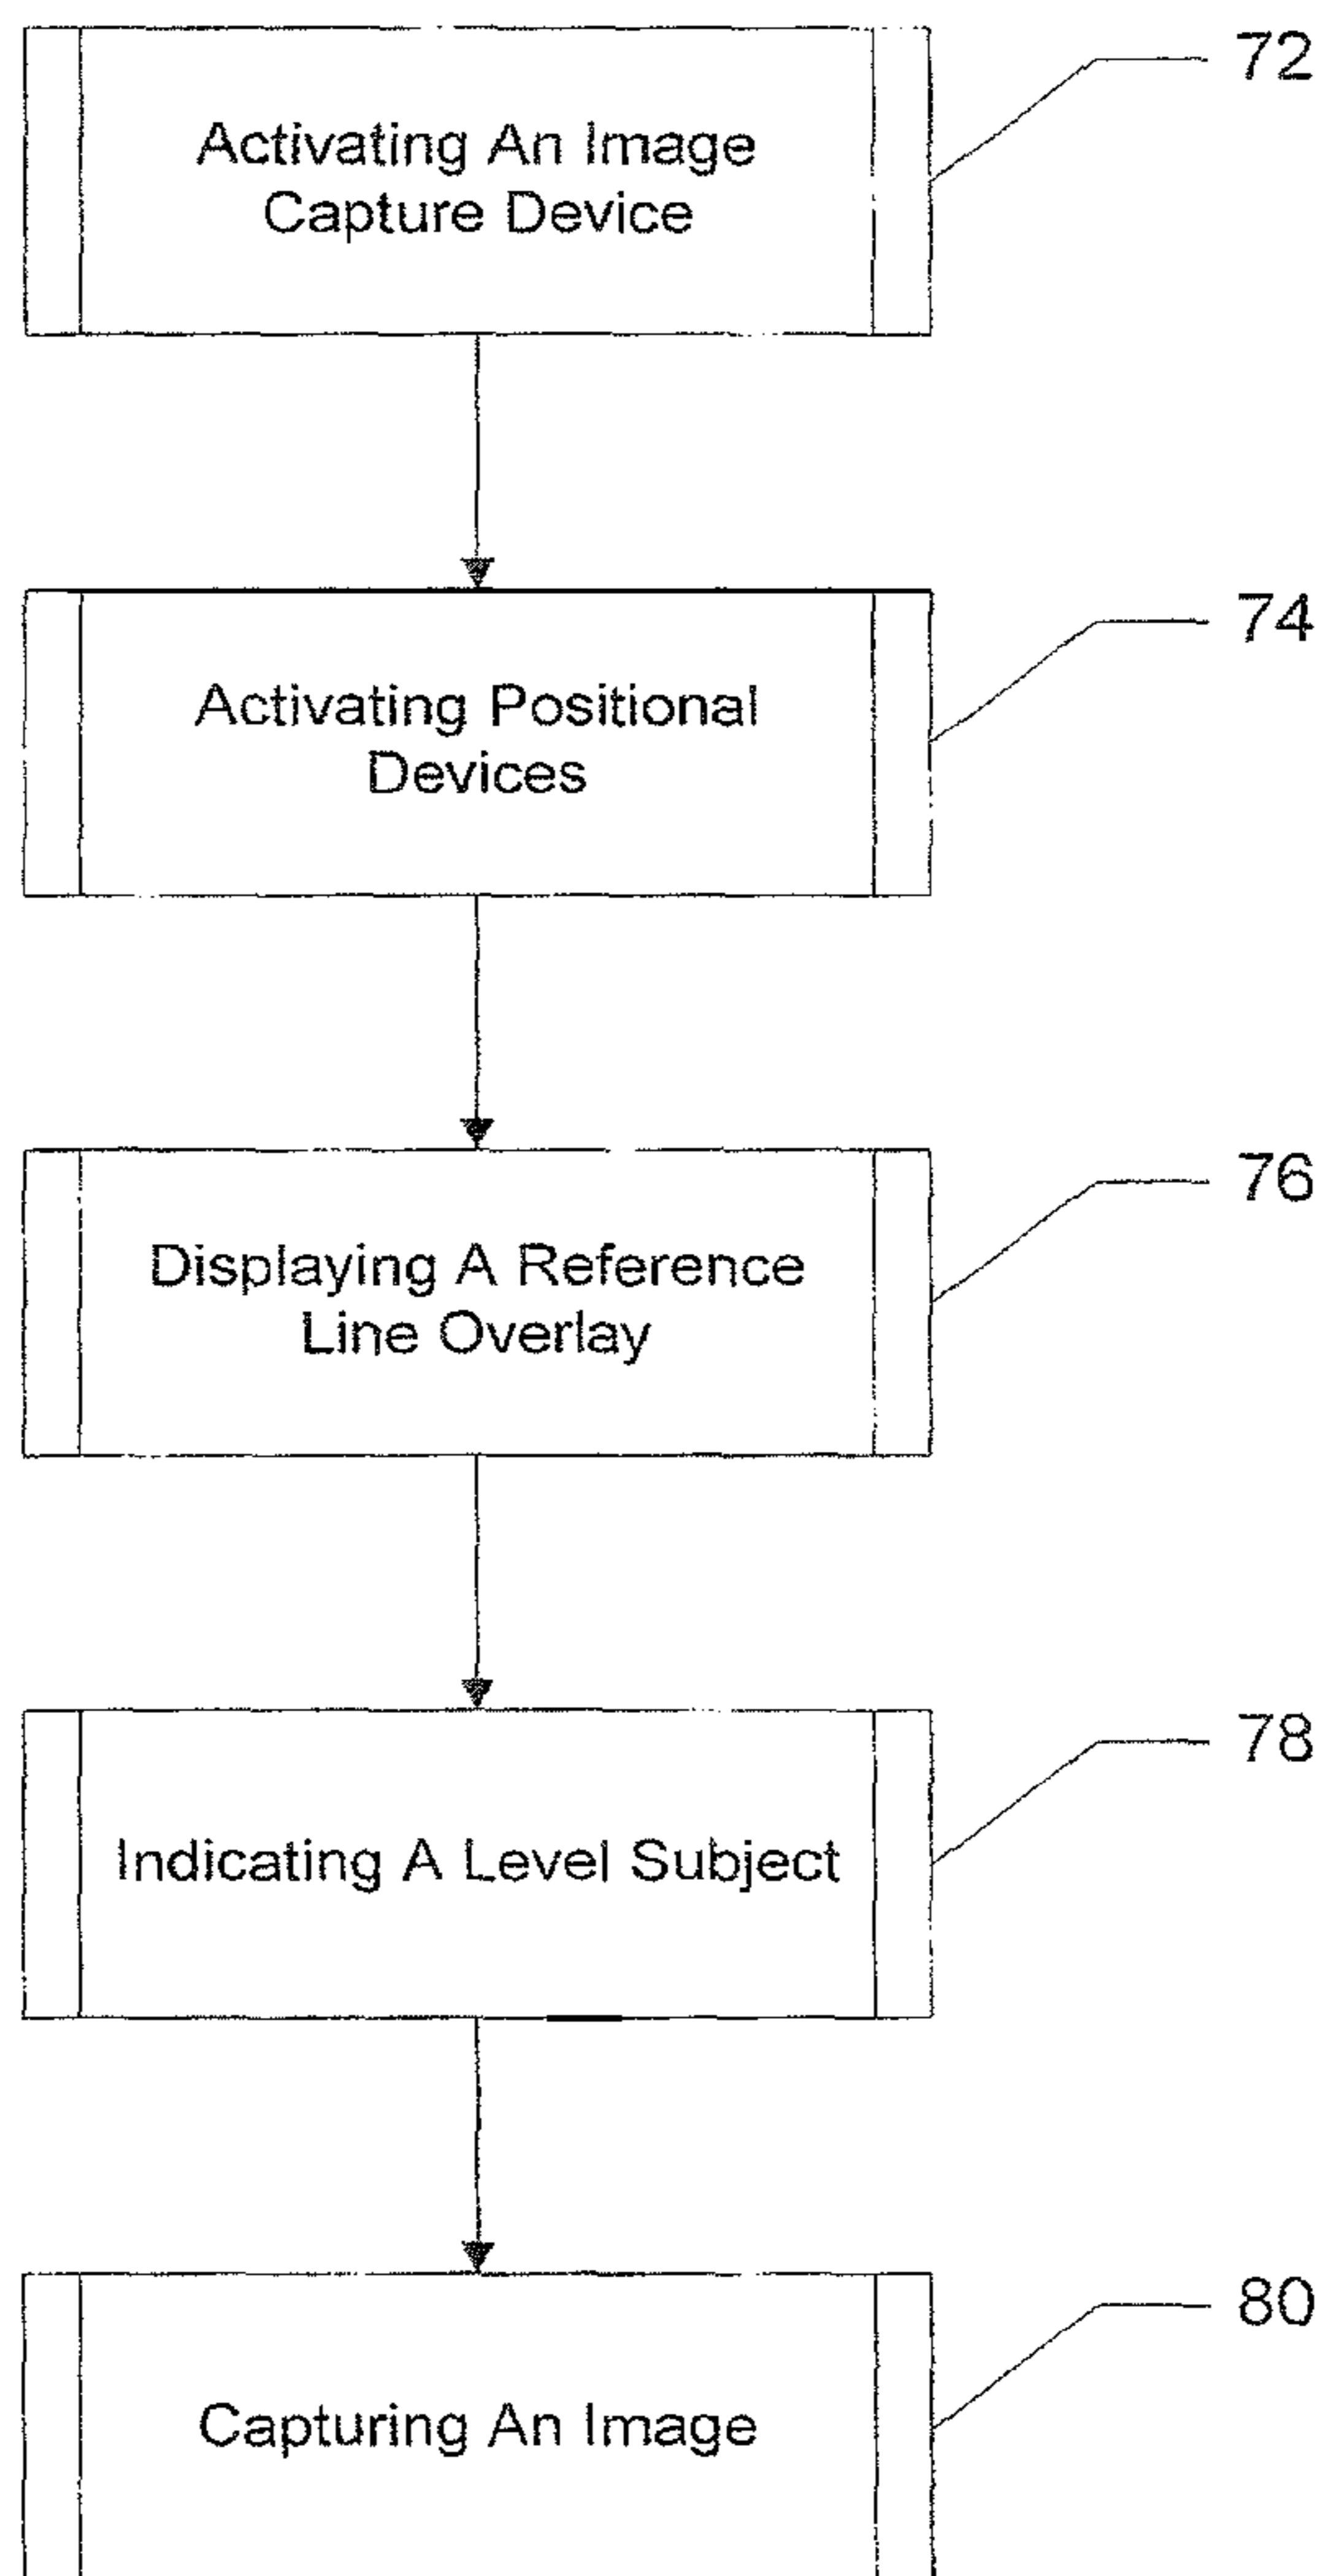 72
Activating An Image
Capture Device
74
Activating Positional
Devices
76
Displaying A Reference
Line Overlay
78
Indicating A Level Subject
80
Capturing An Image